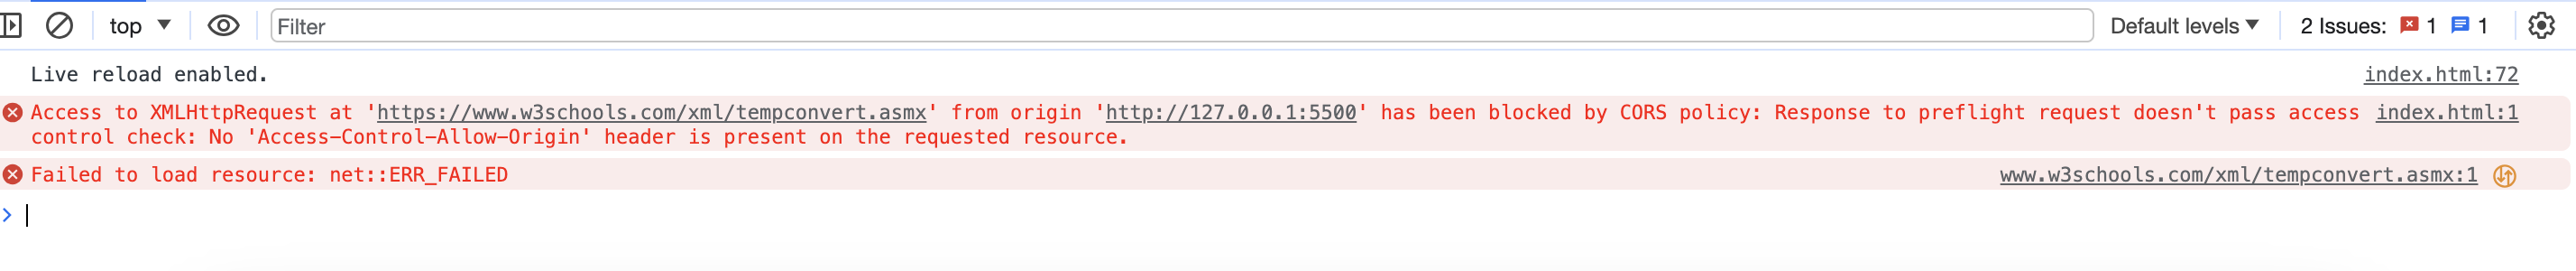 top Filter Default levels 2 Issues: 1 1
Live reload enabled. index.html:72
Access to XMLHttpRequest at 'https://www.w3schools.com/xml/tempconvert.asmx' from origin 'http://127.0.0.1:5500' has been blocked by CORS policy: Response to preflight request doesn't pass access index.html:1
control check: No 'Access-Control-Allow-Origin' header is present on the requested resource.
Failed to load resource: net::ERR_FAILED www.w3schools.com/xml/tempconvert.asmx:1